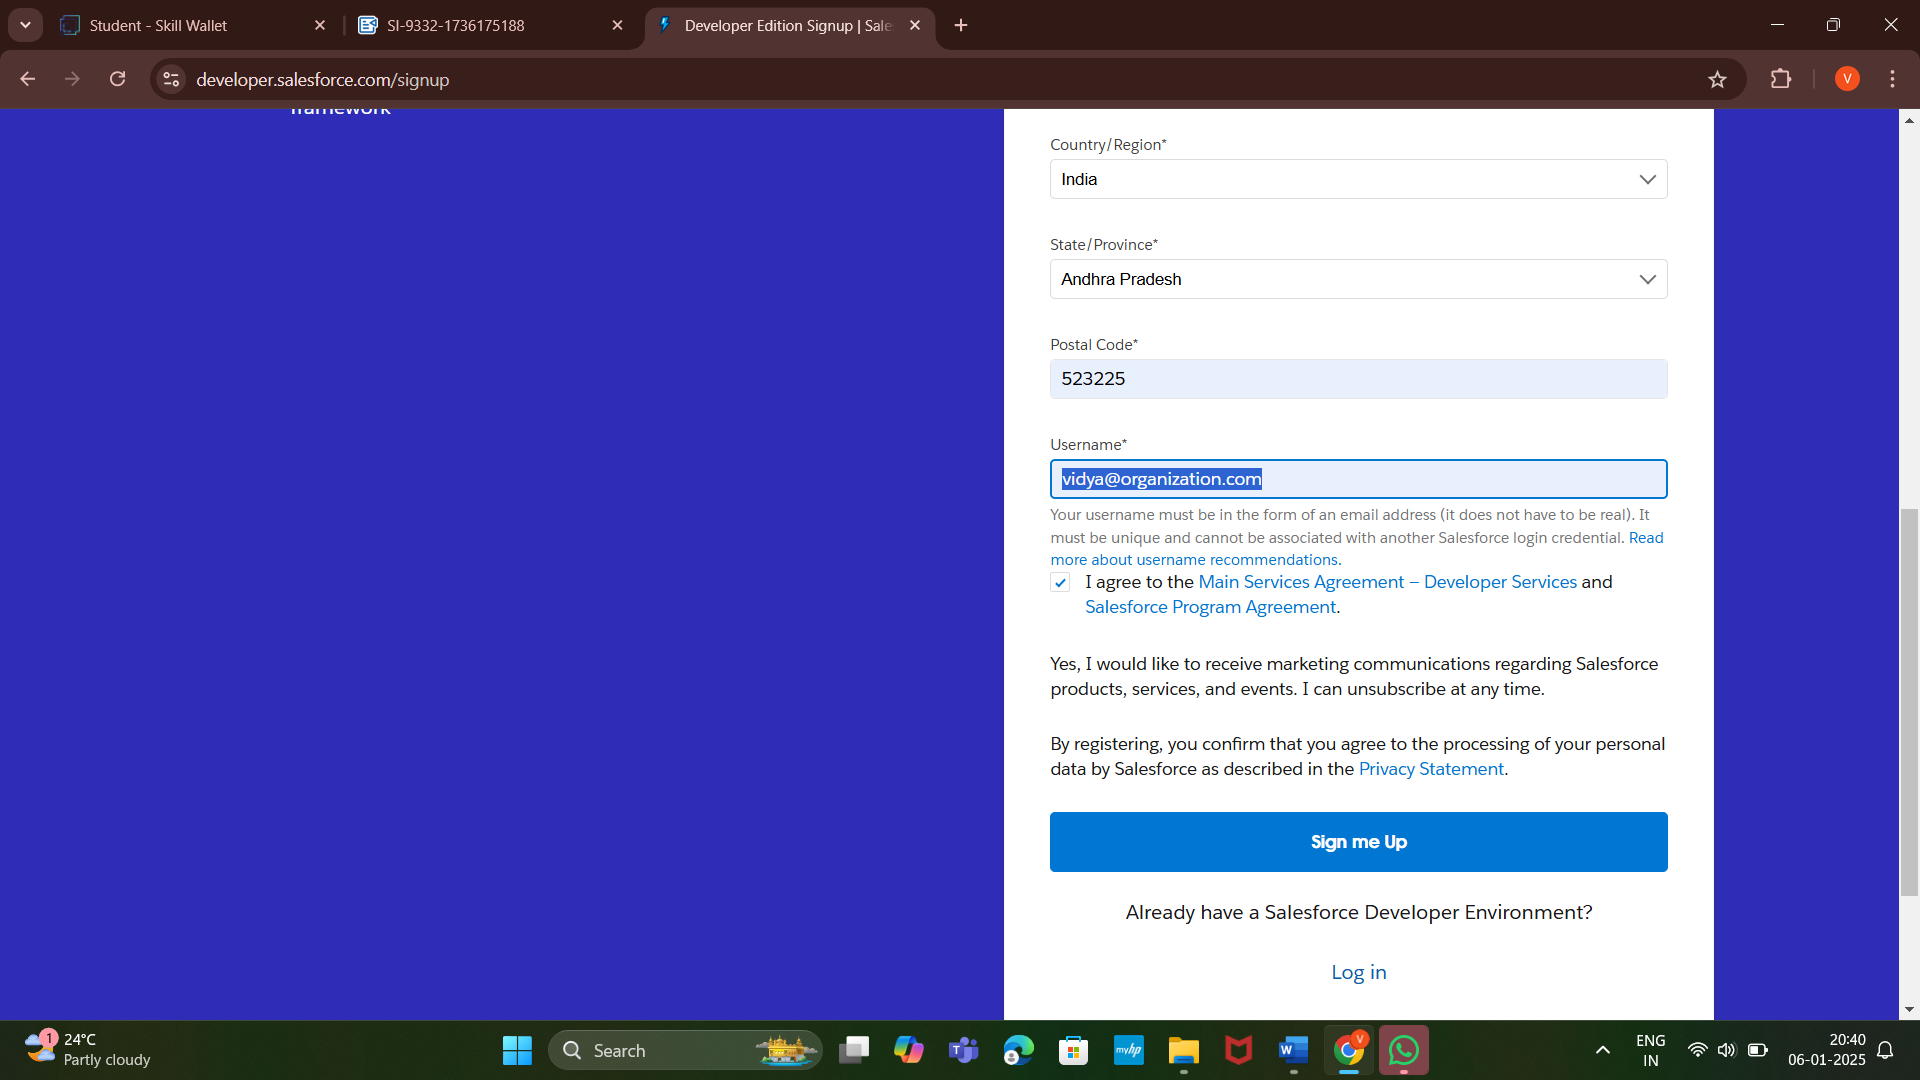 Student - Skill Wallet
SI-9332-1736175188
Developer Edition Signup | Sale
developer.salesforce.com/signup
V
framework
Country/Region*
India
State/Province*
Andhra Pradesh
Postal Code*
523225
Username*
vidya@organization.com
Your username must be in the form of an email address (it does not have to be real). It
must be unique and cannot be associated with another Salesforce login credential. Read
more about username recommendations.
I agree to the Main Services Agreement – Developer Services and
Salesforce Program Agreement.
Yes, I would like to receive marketing communications regarding Salesforce
products, services, and events. I can unsubscribe at any time.
By registering, you confirm that you agree to the processing of your personal
data by Salesforce as described in the Privacy Statement.
Sign me Up
Already have a Salesforce Developer Environment?
Log in
1
24°C
Partly cloudy
Search
T
myhp
W
V
ENG
IN
20:40
06-01-2025